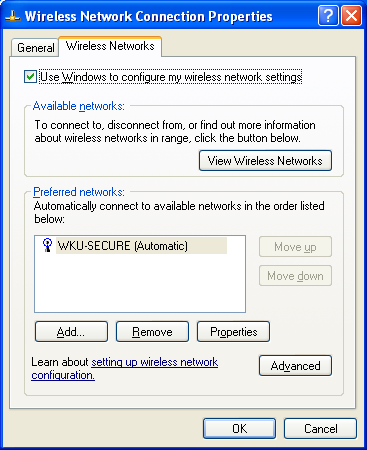 Wireless Network Connection Properties
General
Wireless Networks
Use Windows to configure my wireless network settings
Available networks:
To connect to, disconnect from, or find out more information
about wireless networks in range, click the button below.
View Wireless Networks
Preferred networks:
Automatically connect to available networks in the order listed
below:
WKU-SECURE (Automatic)
Move up
Move down
Add...
Remove
Properties
Learn about setting up wireless network
configuration.
Advanced
OK
Cancel